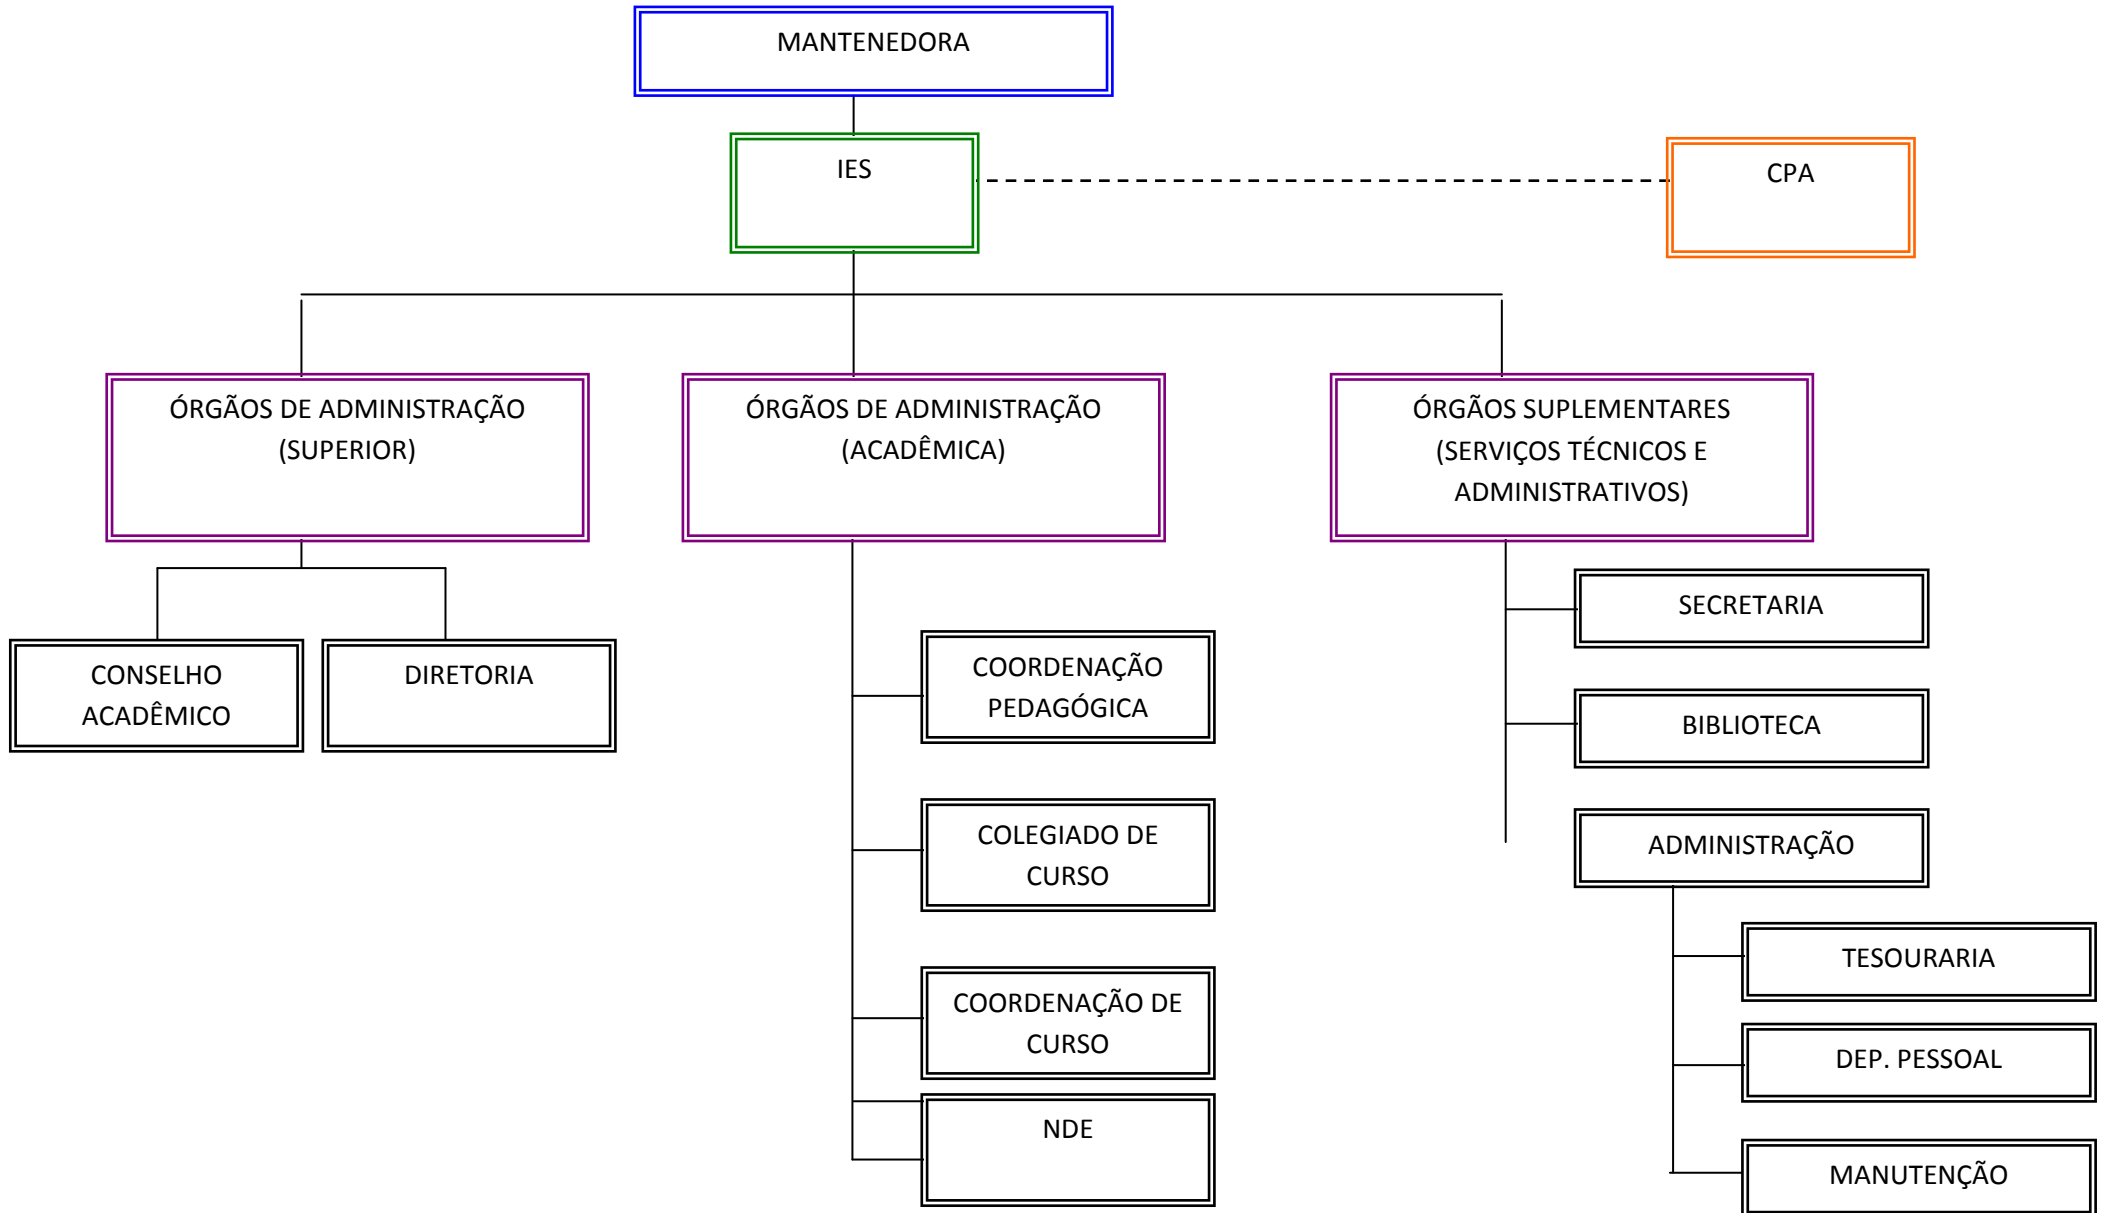 MANTENEDORA
IES
CPA
ÓRGÃOS DE ADMINISTRAÇÃO
(SUPERIOR)
ÓRGÃOS DE ADMINISTRAÇÃO
(ACADÊMICA)
ÓRGÃOS SUPLEMENTARES
(SERVIÇOS TÉCNICOS E
ADMINISTRATIVOS)
CONSELHO
ACADÊMICO
DIRETORIA
COORDENAÇÃO
PEDAGÓGICA
COLEGIADO DE
CURSO
COORDENAÇÃO DE
CURSO
NDE
SECRETARIA
BIBLIOTECA
ADMINISTRAÇÃO
TESOURARIA
DEP. PESSOAL
MANUTENÇÃO